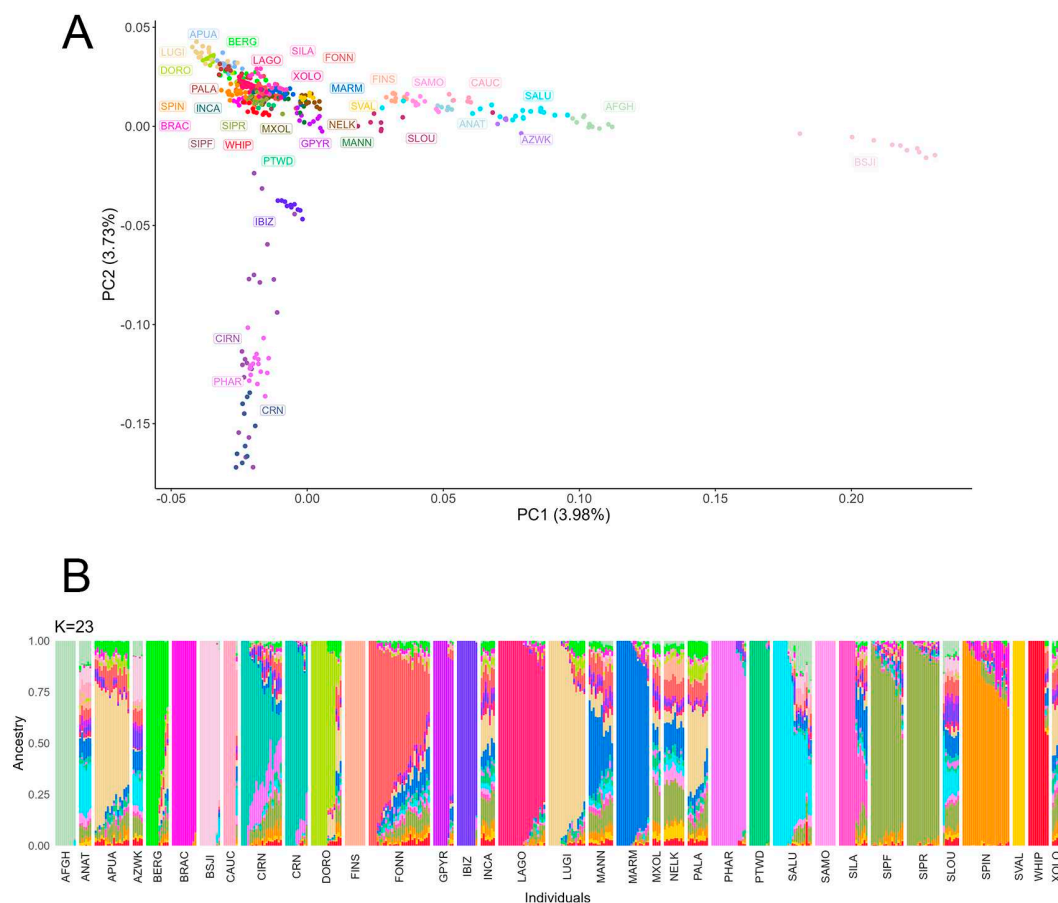 A
0.05
0.00
-0.05
-0.10
-0.15
PC2 (3.73%)
APUA
BERG
LUGI
SILA
FONN
DORO
LAGO
XOLO
FINS
SAMO
CAUC
PALA
MARM
SALU
SPIN
INCA
SVAL
AFGH
BRAC
SIPR
MXOL
NELK
ANAT
SIPF
WHIP
GPYR
MANN
SLOU
AZWK
PTWD
BSJI
IBIZ
CIRN
PHAR
CRN
-0.05
0.00
0.05
0.10
0.15
0.20
PC1 (3.98%)
B
K=23
1.00
0.75
0.50
0.25
0.00
Ancestry
AFGH
ANAT
APUA
AZWK
BERG
BRAC
BSJI
CAUC
CIRN
CRN
DORO
FINS
FONN
GPYR
IBIZ
INCA
LAGO
LUGI
MANN
MARM
MXOL
NELK
PALA
PHAR
PTWD
SALU
SAMO
SILA
SIPF
SIPR
SLOU
SPIN
SVAL
WHIP
XOLO
Individuals